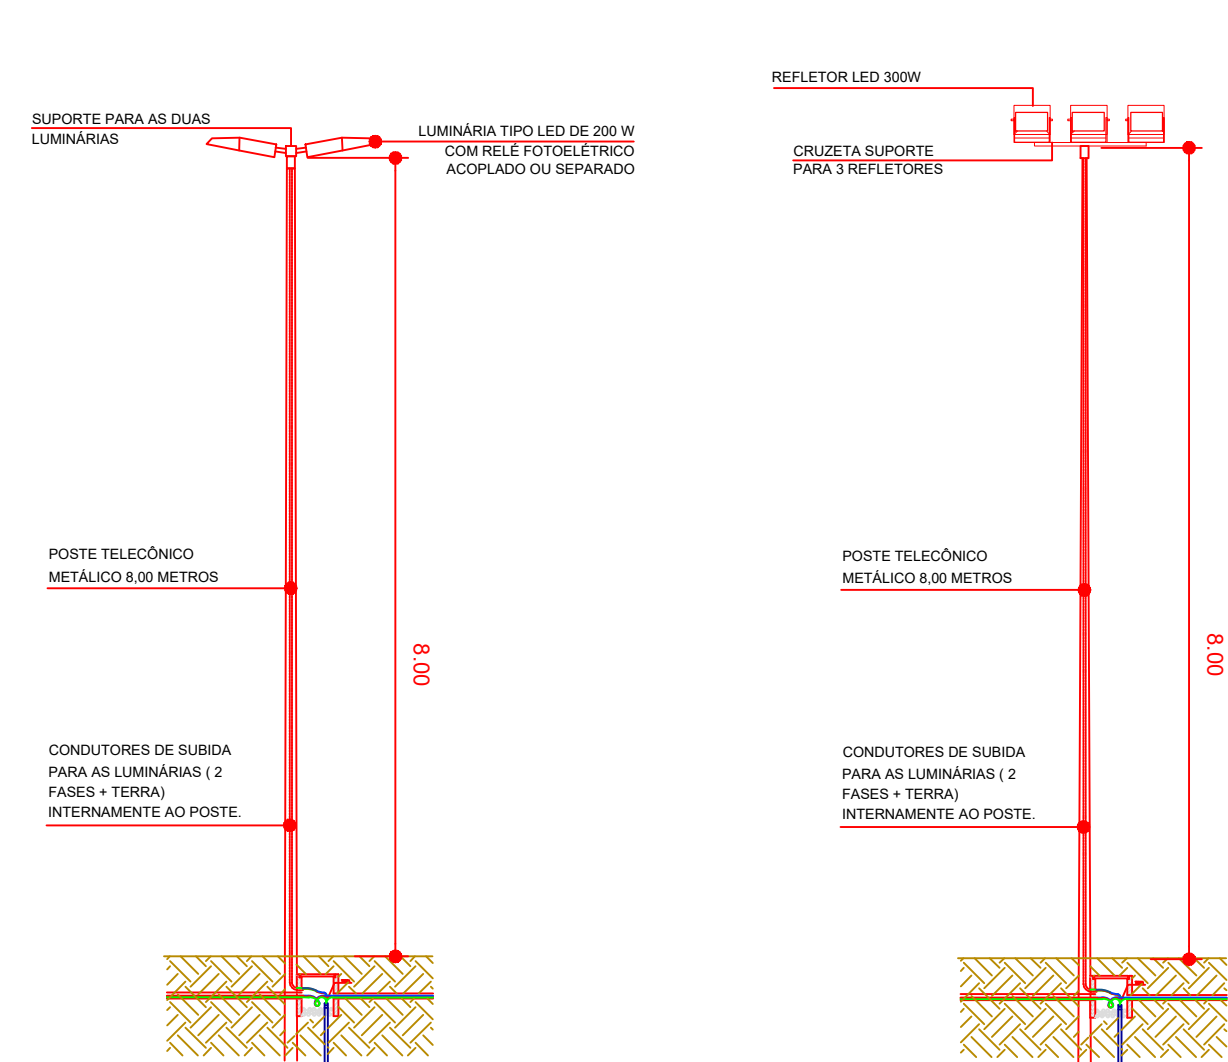 SUPORTE PARA AS DUAS
LUMINÁRIAS
LUMINÁRIA TIPO LED DE 200 W
COM RELÉ FOTOELÉTRICO
ACOPLADO OU SEPARADO
POSTE TELECÔNICO
METÁLICO 8,00 METROS
8.00
CONDUTORES DE SUBIDA
PARA AS LUMINÁRIAS ( 2
FASES + TERRA)
INTERNAMENTE AO POSTE.
REFLETOR LED 300W
CRUZETA SUPORTE
PARA 3 REFLETORES
POSTE TELECÔNICO
METÁLICO 8,00 METROS
8.00
CONDUTORES DE SUBIDA
PARA AS LUMINÁRIAS ( 2
FASES + TERRA)
INTERNAMENTE AO POSTE.